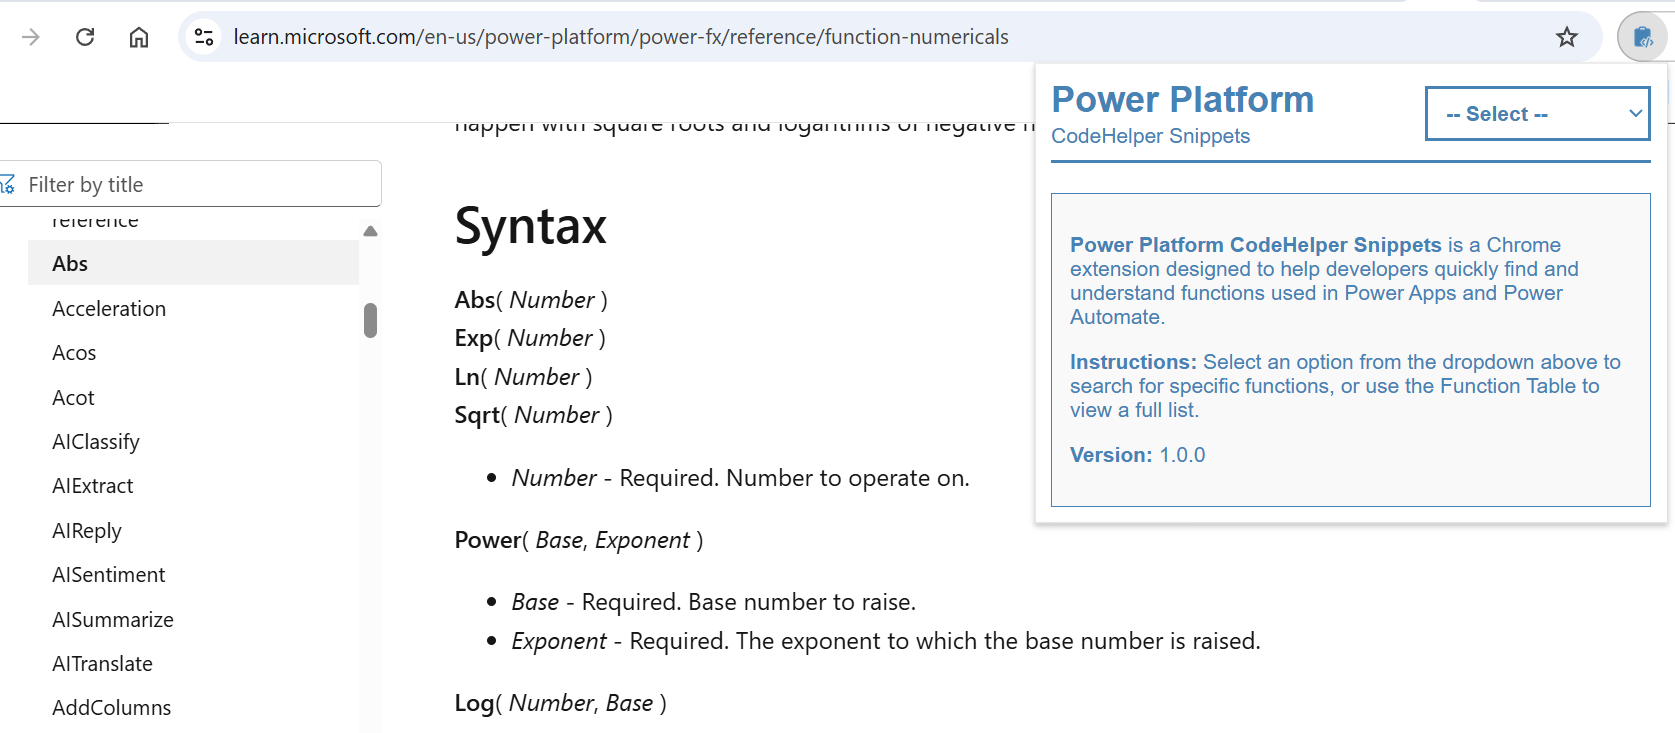 learn.microsoft.com/en-us/power-platform/power-fx/reference/function-numericals
Filter by title
reference
Abs
Acceleration
Acos
Acot
AIClassify
AIExtract
AIReply
AISentiment
AISummarize
AITranslate
AddColumns
happen with square roots and logarithms of negative
Syntax
Abs( Number )
Exp( Number )
Ln( Number )
Sqrt( Number )
• Number - Required. Number to operate on.
Power( Base, Exponent )
• Base - Required. Base number to raise.
• Exponent - Required. The exponent to which the base number is raised.
Log( Number, Base )
Power Platform
CodeHelper Snippets
-- Select --
Power Platform CodeHelper Snippets is a Chrome
extension designed to help developers quickly find and
understand functions used in Power Apps and Power
Automate.
Instructions: Select an option from the dropdown above to
search for specific functions, or use the Function Table to
view a full list.
Version: 1.0.0